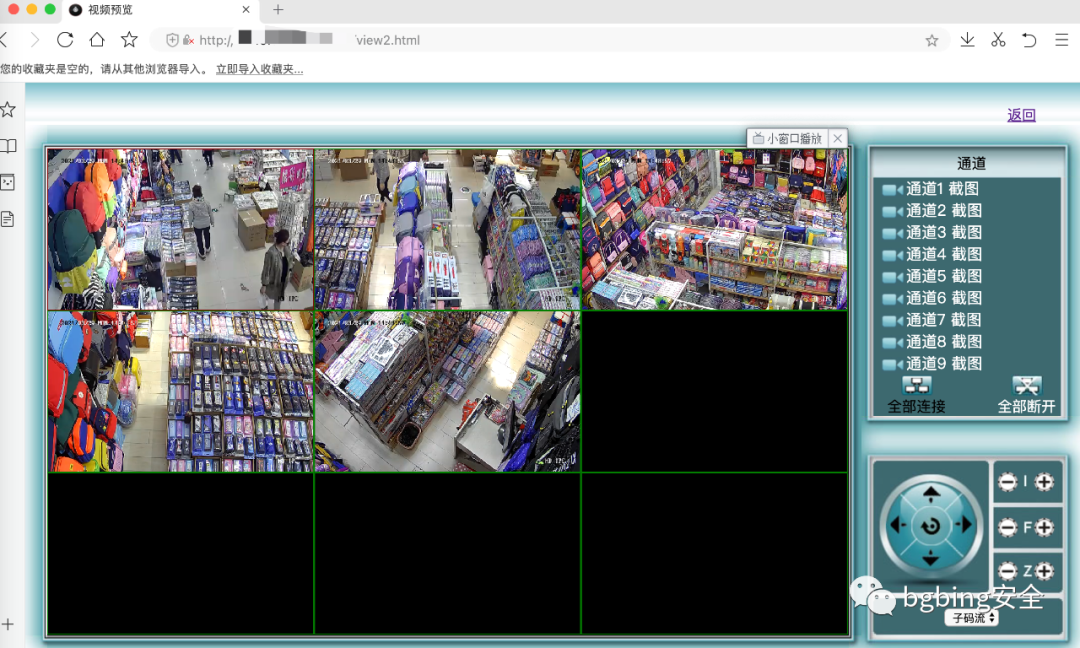 视频预览
http:/,
view2.html
您的收藏夹是空的，请从其他浏览器导入。 立即导入收藏夹...
返回
小窗口播放
通道
通道1 截图
通道2 截图
通道3 截图
通道4 截图
通道5 截图
通道6 截图
通道7 截图
通道8 截图
通道9 截图
全部连接 全部断开
I
F
Z
bgbing安全
子码流